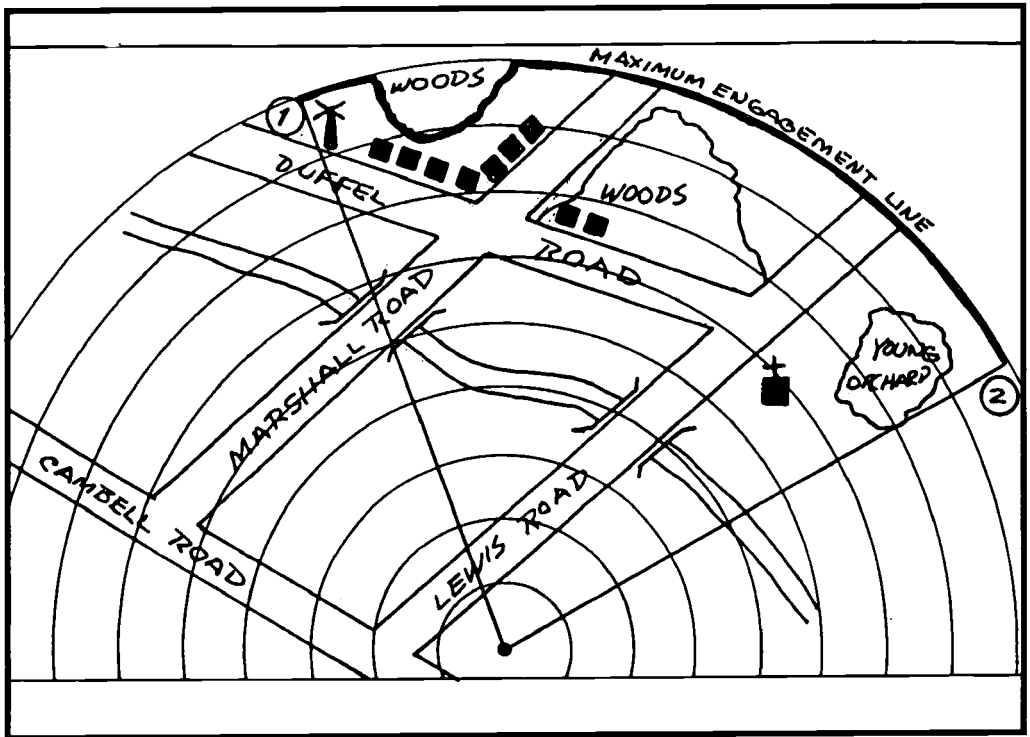 WOODS
MAXIMUM ENGAGEMENT LINE
1
DUFFEL
WOODS
ROAD
MARSHALL ROAD
YOUNG
ORCHARD
2
CAMBELL ROAD
LEWIS ROAD